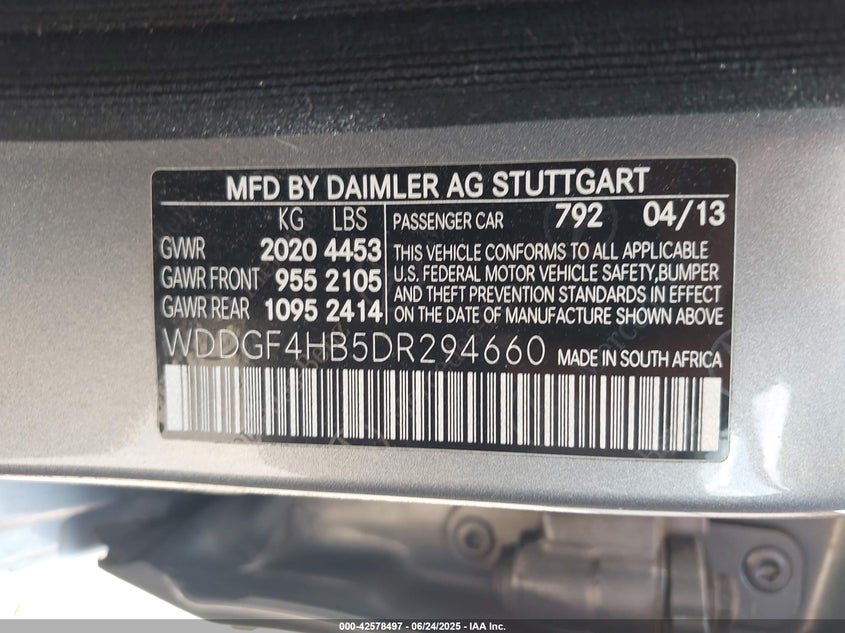 MFD BY DAIMLER AG STUTTGART
KG LBS
GVWR 2020 4453
GAWR FRONT 955 2105
GAWR REAR 1095 2414
PASSENGER CAR 792 04/13
THIS VEHICLE CONFORMS TO ALL APPLICABLE
U.S. FEDERAL MOTOR VEHICLE SAFETY,BUMPER
AND THEFT PREVENTION STANDARDS IN EFFECT
ON THE DATE OF MANUFACTURE SHOWN ABOVE
WDDGF4HB5DR294660 MADE IN SOUTH AFRICA
000-42578497 - 06/24/2025 - IAA Inc.